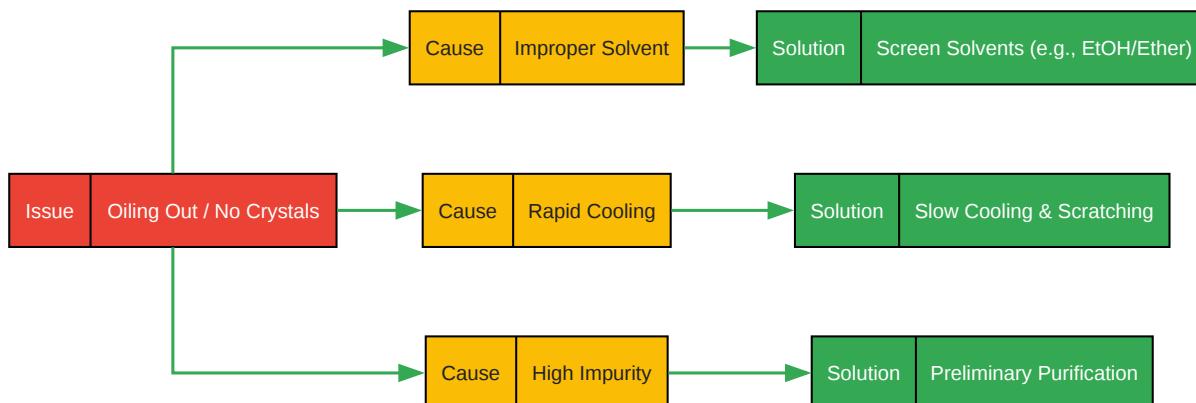 Cause Improper Solvent
Solution Screen Solvents (e.g., EtOH/Ether)
Issue Oiling Out / No Crystals
Cause Rapid Cooling
Solution Slow Cooling & Scratching
Cause High Impurity
Solution Preliminary Purification